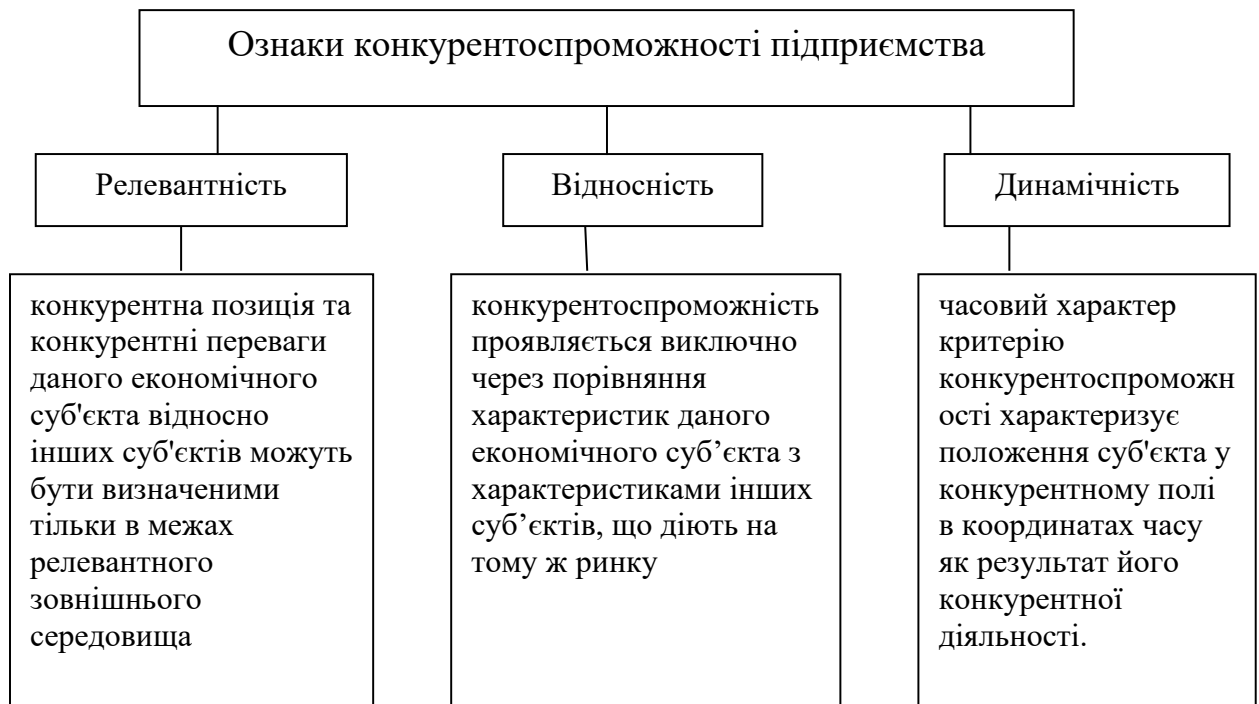 Ознаки конкурентоспроможності підприємства
Релевантність
Відносність
Динамічність
конкурентна позиція та
конкурентні переваги
даного економічного
суб'єкта відносно
інших суб'єктів можуть
бути визначеними
тільки в межах
релевантного
зовнішнього
середовища
конкурентоспроможність
проявляється виключно
через порівняння
характеристик даного
економічного суб’єкта з
характеристиками інших
суб’єктів, що діють на
тому ж ринку
часовий характер
критерію
конкурентоспроможн
ості характеризує
положення суб'єкта у
конкурентному полі
в координатах часу
як результат його
конкурентної
діяльності.